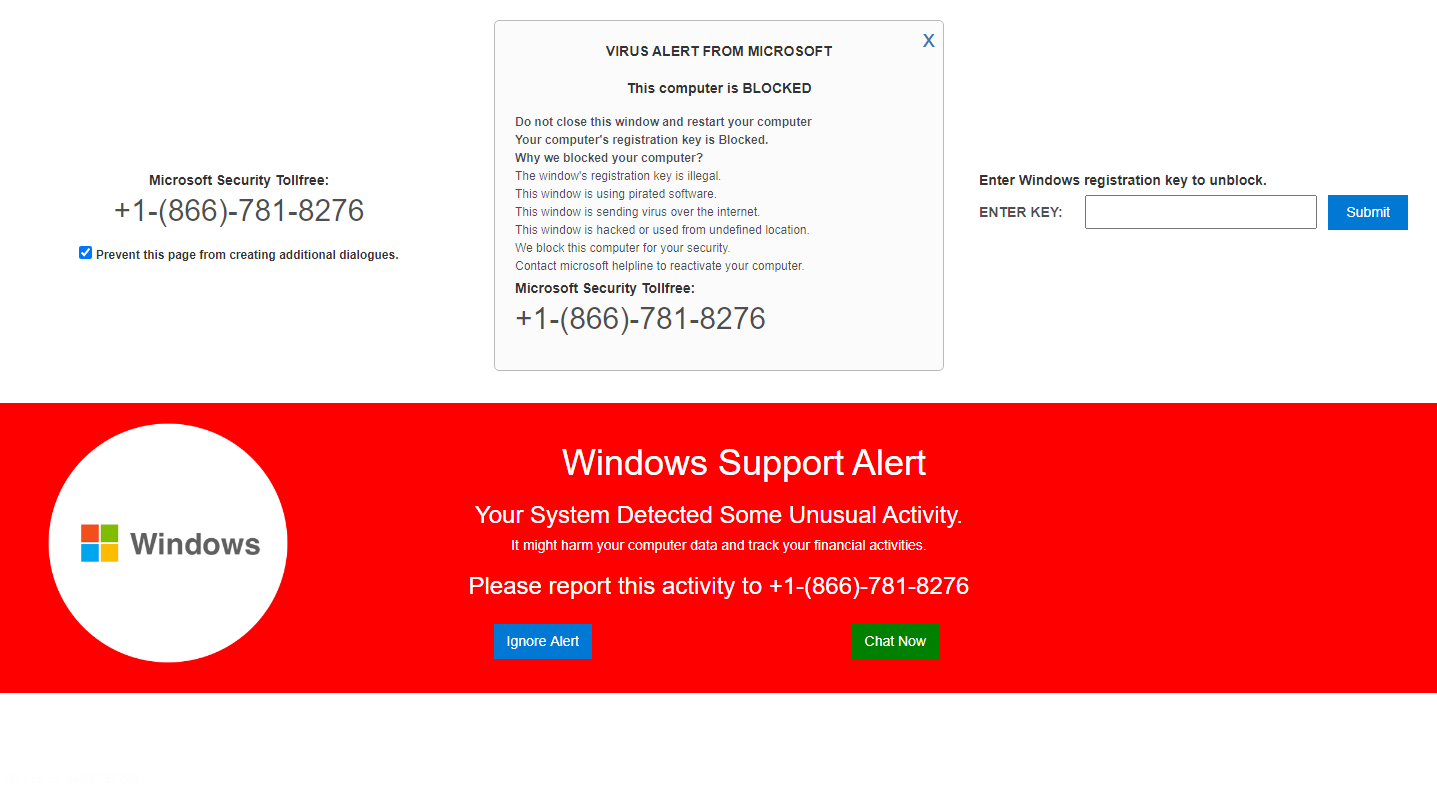 X
VIRUS ALERT FROM MICROSOFT
This computer is BLOCKED
Do not close this window and restart your computer
Your computer's registration key is Blocked.
Why we blocked your computer?
The window's registration key is illegal.
This window is using pirated software.
This window is sending virus over the internet.
This window is hacked or used from undefined location.
We block this computer for your security.
Contact microsoft helpline to reactivate your computer.
Microsoft Security Tollfree:
+1-(866)-781-8276
Microsoft Security Tollfree:
+1-(866)-781-8276
Prevent this page from creating additional dialogues.
Enter Windows registration key to unblock.
ENTER KEY:
Submit
Windows
Windows Support Alert
Your System Detected Some Unusual Activity.
It might harm your computer data and track your financial activities.
Please report this activity to +1-(866)-781-8276
Ignore Alert
Chat Now